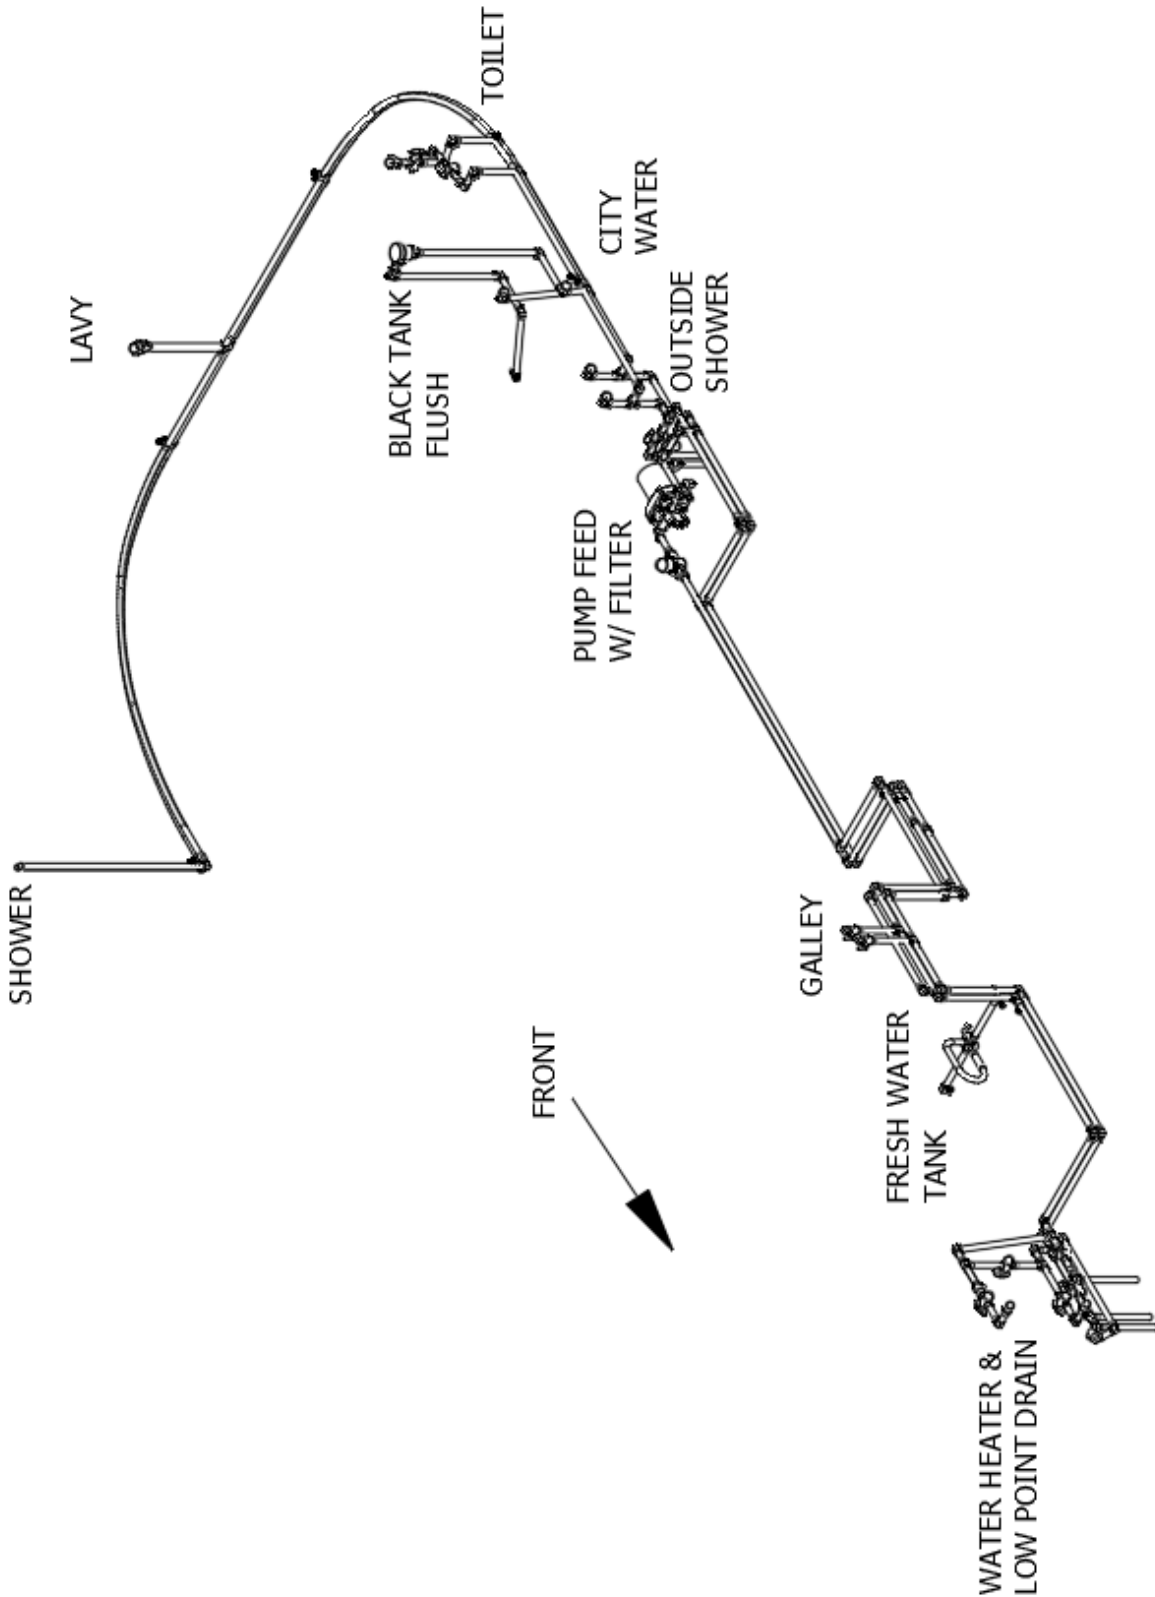 SHOWER
LAVY
TOILET
BLACK TANK
FLUSH
CITY
WATER
OUTSIDE
SHOWER
PUMP FEED
W/ FILTER
GALLEY
FRONT
FRESH WATER
TANK
WATER HEATER &
LOW POINT DRAIN